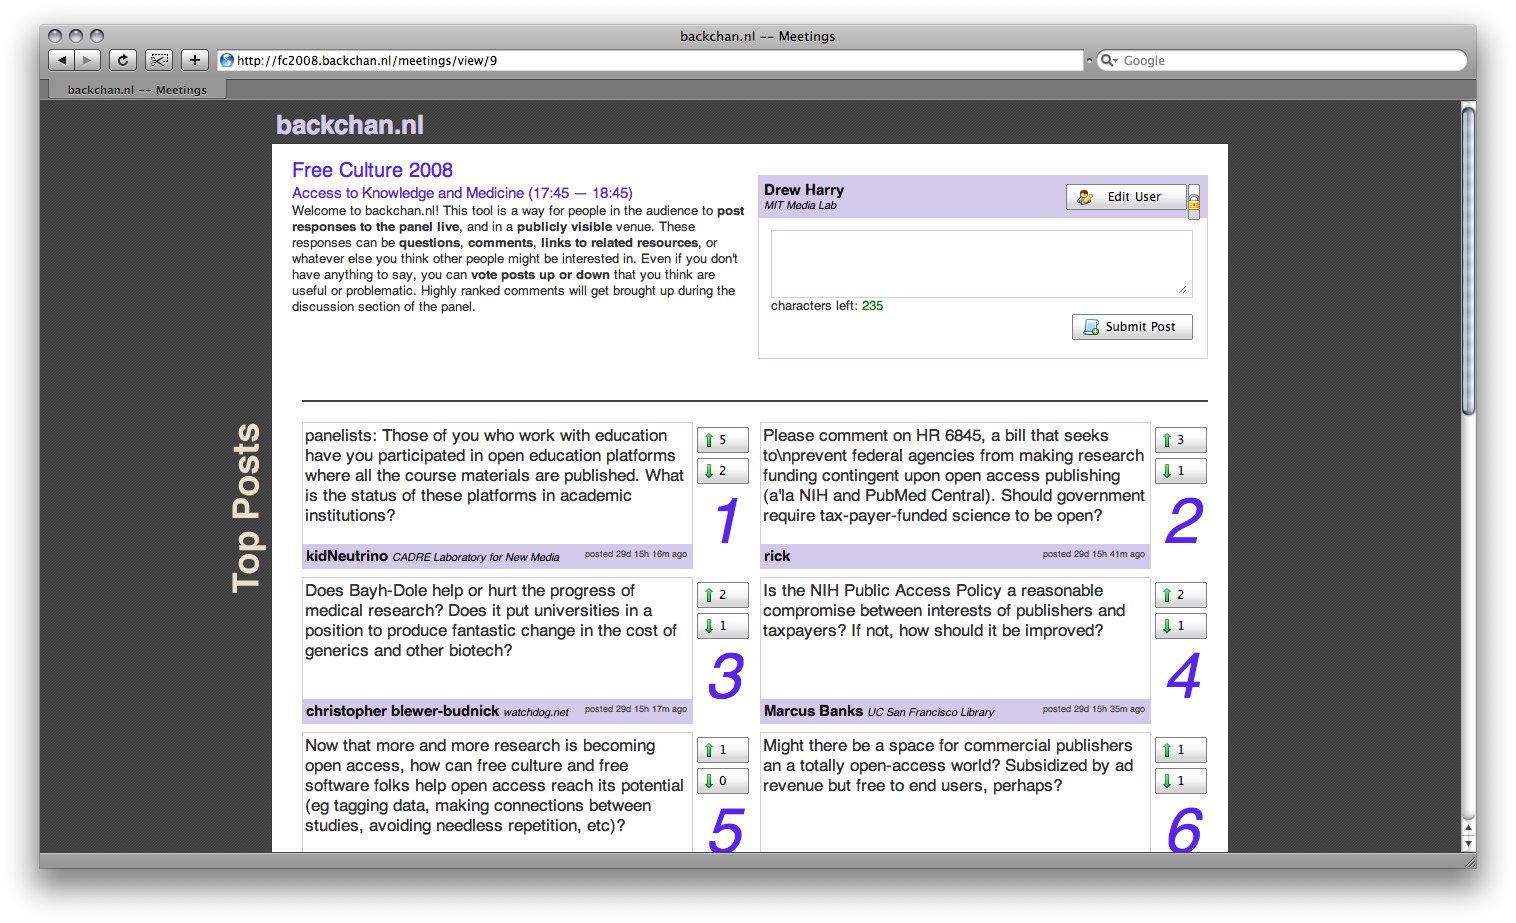 backchan.nl -- Meetings
http://fc2008.backchan.nl/meetings/view/9
Google
backchan.nl -- Meetings
backchan.nl
Free Culture 2008
Access to Knowledge and Medicine (17:45 — 18:45)
Welcome to backchan.nl! This tool is a way for people in the audience to post
responses to the panel live, and in a publicly visible venue. These
responses can be questions, comments, links to related resources, or
whatever else you think other people might be interested in. Even if you don't
have anything to say, you can vote posts up or down that you think are
useful or problematic. Highly ranked comments will get brought up during the
discussion section of the panel.
Drew Harry
MIT Media Lab
Edit User
characters left: 235
Submit Post
Top Posts
panelists: Those of you who work with education
have you participated in open education platforms
where all the course materials are published. What
is the status of these platforms in academic
institutions?
5
2
1
kidNeutrino CADRE Laboratory for New Media posted 29d 15h 16m ago
Please comment on HR 6845, a bill that seeks
to\nprevent federal agencies from making research
funding contingent upon open access publishing
(a'la NIH and PubMed Central). Should government
require tax-payer-funded science to be open?
3
1
2
rick posted 29d 15h 41m ago
Does Bayh-Dole help or hurt the progress of
medical research? Does it put universities in a
position to produce fantastic change in the cost of
generics and other biotech?
2
1
3
christopher blewer-budnick watchdog.net posted 29d 15h 17m ago
Is the NIH Public Access Policy a reasonable
compromise between interests of publishers and
taxpayers? If not, how should it be improved?
2
1
4
Marcus Banks UC San Francisco Library posted 29d 15h 35m ago
Now that more and more research is becoming
open access, how can free culture and free
software folks help open access reach its potential
(eg tagging data, making connections between
studies, avoiding needless repetition, etc)?
1
0
5
Might there be a space for commercial publishers
an a totally open-access world? Subsidized by ad
revenue but free to end users, perhaps?
1
1
6